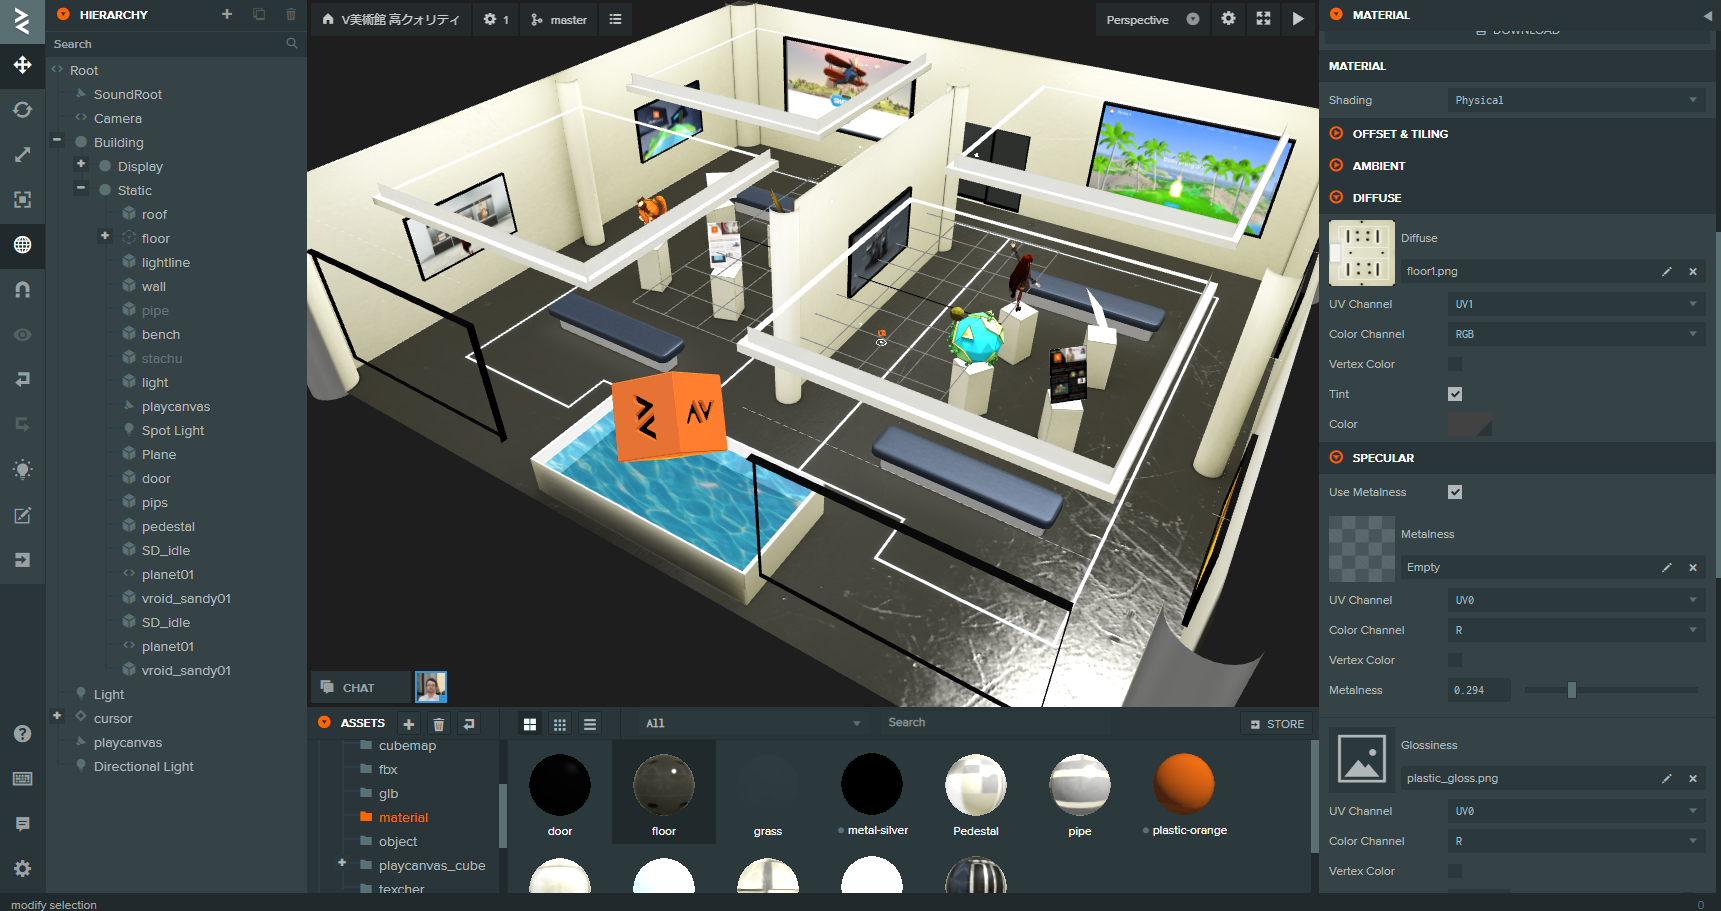 HIERARCHY
Search
Root
SoundRoot
Camera
Building
Display
Static
roof
floor
lightline
wall
pipe
bench
stachu
light
playcanvas
Spot Light
Plane
door
pips
pedestal
SD_idle
planet01
vroid_sandy01
SD_idle
planet01
vroid_sandy01
Light
cursor
playcanvas
Directional Light
modify selection
V美術館 高クォリティ
1
master
Perspective
CHAT
ASSETS
All
Search
STORE
cubemap
fbx
glb
material
object
playcanvas_cube
texcher
door
floor
grass
metal-silver
Pedestal
pipe
plastic-orange
MATERIAL
DOWNLOAD
MATERIAL
Shading
Physical
OFFSET & TILING
AMBIENT
DIFFUSE
Diffuse
floor1.png
UV Channel
UV1
Color Channel
RGB
Vertex Color
Tint
Color
SPECULAR
Use Metalness
Metalness
Empty
UV Channel
UV0
Color Channel
R
Vertex Color
Metalness
0.294
Glossiness
plastic_gloss.png
UV Channel
UV0
Color Channel
R
Vertex Color
0